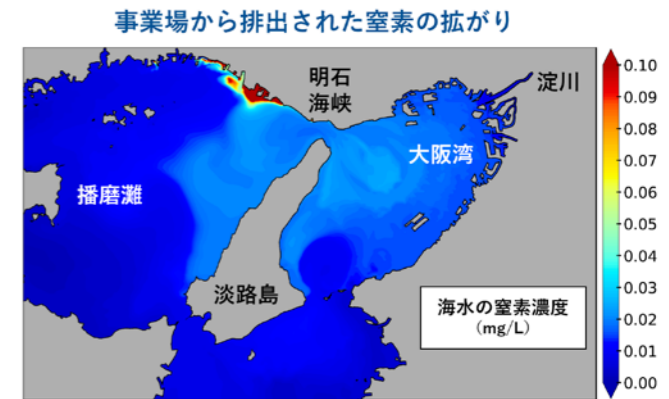 事業場から排出された窒素の拡がり
明石
海峡
淀川
大阪湾
播磨灘
淡路島
海水の窒素濃度
(mg/L)
0.10
0.09
0.08
0.07
0.06
0.05
0.04
0.03
0.02
0.01
0.00